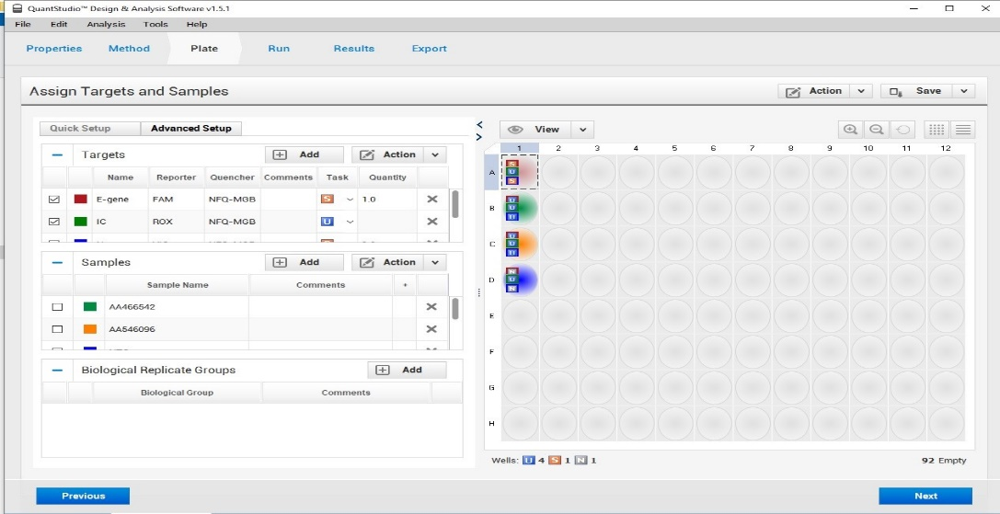 QuantStudio™ Design & Analysis Software v1.5.1
File Edit Analysis Tools Help
Properties Method Plate Run Results Export
Assign Targets and Samples
Action Save
Quick Setup Advanced Setup
View
Targets Add Action
Name Reporter Quencher Comments Task Quantity
E-gene FAM NFQ-MGB S 1.0
IC ROX NFQ-MGB U
Samples Add Action
Sample Name Comments +
AA466542
AA546096
Biological Replicate Groups Add
Biological Group Comments
1 2 3 4 5 6 7 8 9 10 11 12
A S U S
B U U U
C U U U
D N U N
E
F
G
H
Wells: U 4 S 1 N 1
92 Empty
Previous Next